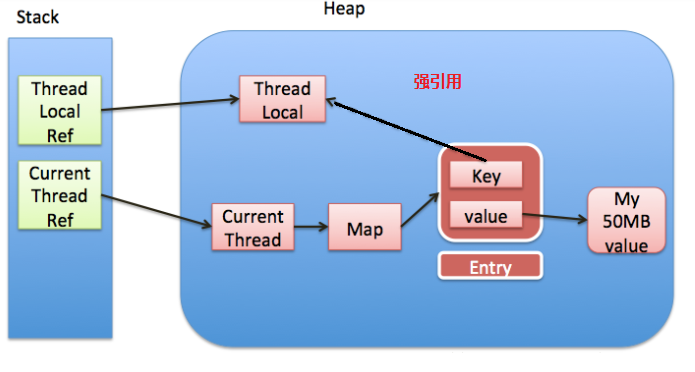 Stack
Heap
Thread
Local
Ref
Thread
Local
强引用
Current
Thread
Ref
Current
Thread
Map
Key
value
My
50MB
value
Entry